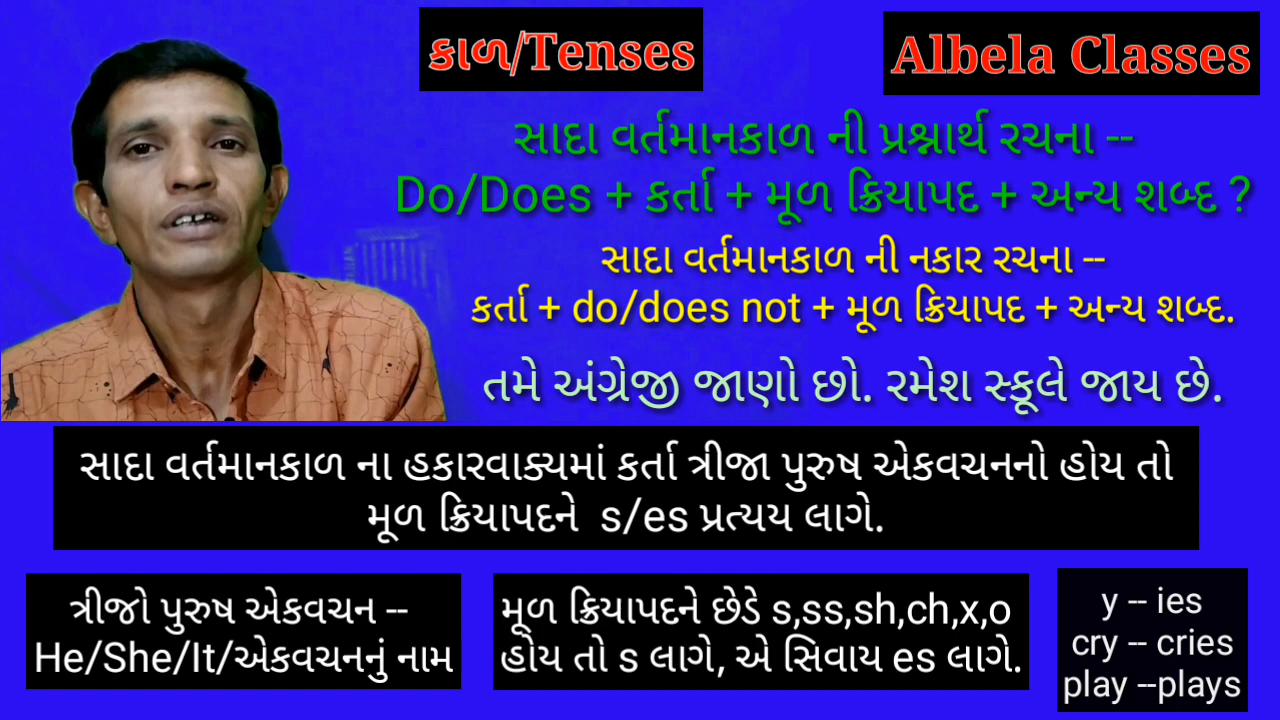 કાળ/Tenses
Albela Classes
સાદા વર્તમાનકાળ ની પ્રશ્નાર્થ રચના --
Do/Does + કર્તા + મૂળ ક્રિયાપદ + અન્ય શબ્દ ?
સાદા વર્તમાનકાળ ની નકાર રચના --
કર્તા + do/does not + મૂળ ક્રિયાપદ + અન્ય શબ્દ.
તમે અંગ્રેજી જાણો છો. રમેશ સ્કૂલે જાય છે.
સાદા વર્તમાનકાળ ના હકારવાક્યમાં કર્તા ત્રીજા પુરુષ એકવચનનો હોય તો
મૂળ ક્રિયાપદને s/es પ્રત્યય લાગે.
ત્રીજો પુરુષ એકવચન --
He/She/It/એકવચનનું નામ
મૂળ ક્રિયાપદને છેડે s,ss,sh,ch,x,o
હોય તો s લાગે, એ સિવાય es લાગે.
y -- ies
cry -- cries
play --plays